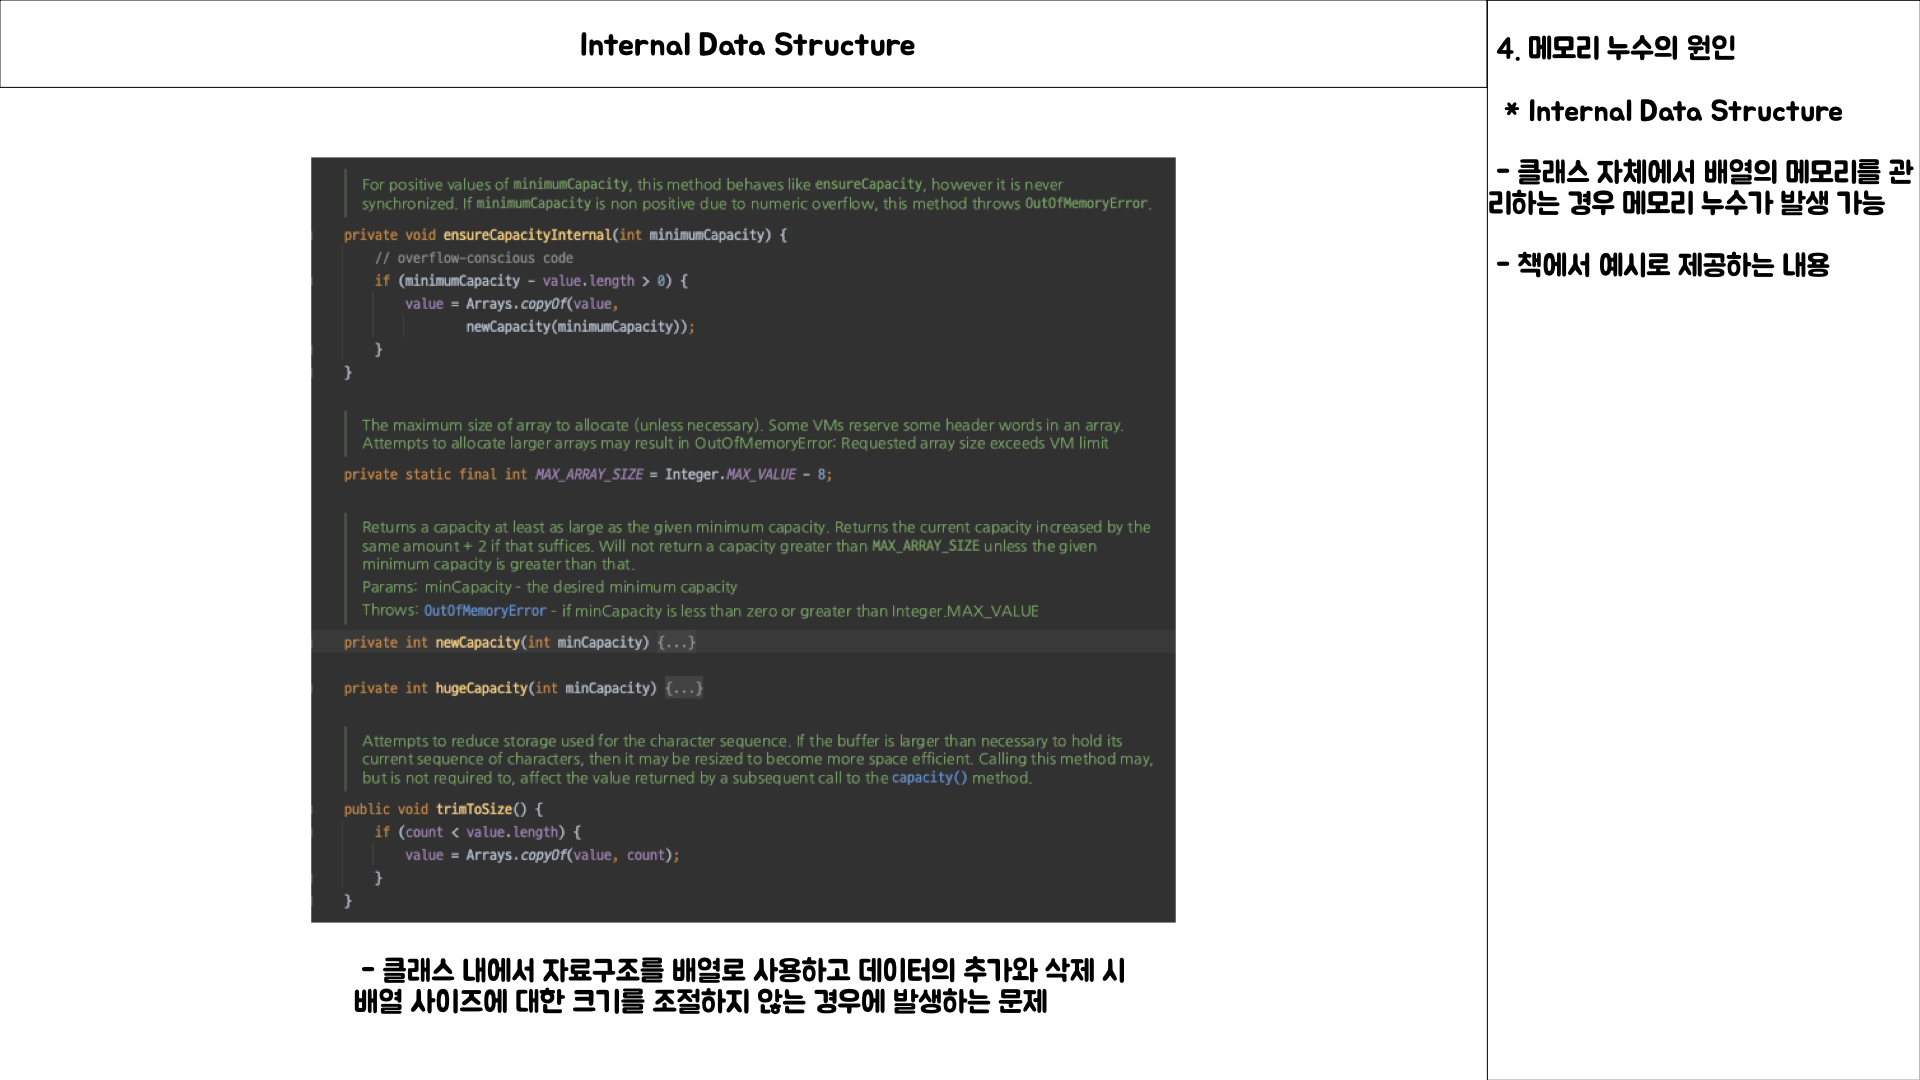 Internal Data Structure
For positive values of minimumCapacity, this method behaves like ensureCapacity, however it is never
synchronized. If minimumCapacity is non positive due to numeric overflow, this method throws OutOfMemoryError.
private void ensureCapacityInternal(int minimumCapacity) {
// overflow-conscious code
if (minimumCapacity - value.length > 0) {
value = Arrays.copyOf(value,
newCapacity(minimumCapacity));
}
}
The maximum size of array to allocate (unless necessary). Some VMs reserve some header words in an array.
Attempts to allocate larger arrays may result in OutOfMemoryError: Requested array size exceeds VM limit
private static final int MAX_ARRAY_SIZE = Integer.MAX_VALUE - 8;
Returns a capacity at least as large as the given minimum capacity. Returns the current capacity increased by the
same amount + 2 if that suffices. Will not return a capacity greater than MAX_ARRAY_SIZE unless the given
minimum capacity is greater than that.
Params: minCapacity - the desired minimum capacity
Throws: OutOfMemoryError - if minCapacity is less than zero or greater than Integer.MAX_VALUE
private int newCapacity(int minCapacity) {...}
private int hugeCapacity(int minCapacity) {...}
Attempts to reduce storage used for the character sequence. If the buffer is larger than necessary to hold its
current sequence of characters, then it may be resized to become more space efficient. Calling this method may,
but is not required to, affect the value returned by a subsequent call to the capacity() method.
public void trimToSize() {
if (count < value.length) {
value = Arrays.copyOf(value, count);
}
}
- 클래스 내에서 자료구조를 배열로 사용하고 데이터의 추가와 삭제 시
배열 사이즈에 대한 크기를 조절하지 않는 경우에 발생하는 문제
4. 메모리 누수의 원인
* Internal Data Structure
- 클래스 자체에서 배열의 메모리를 관
리하는 경우 메모리 누수가 발생 가능
- 책에서 예시로 제공하는 내용